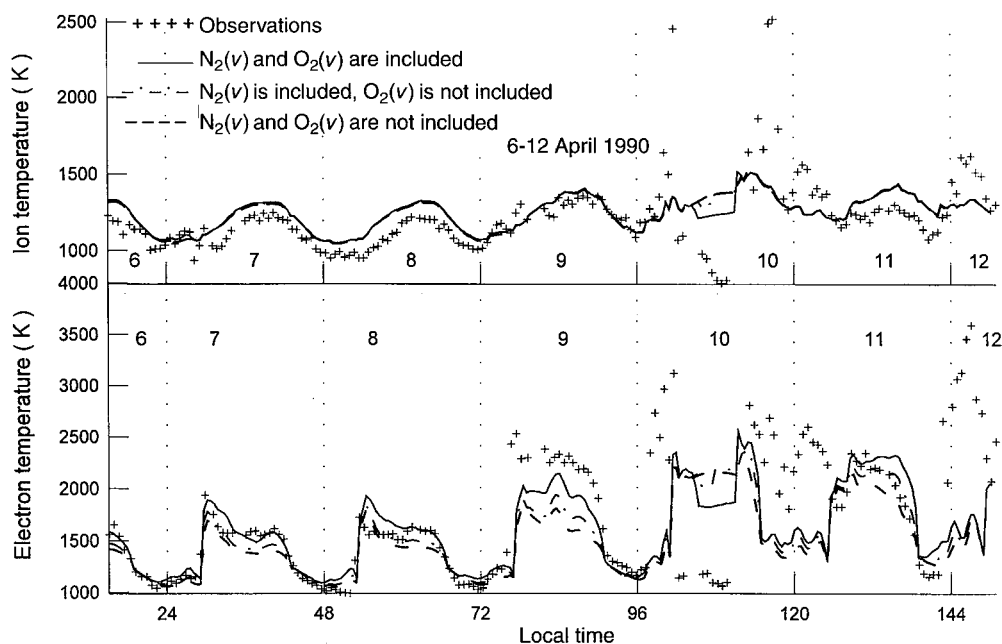 2500
2000
1500
1000
Ion temperature (K)
++++ Observations
N₂(v) and O₂(v) are included
N₂(v) is included, O₂(v) is not included
N₂(v) and O₂(v) are not included
6-12 April 1990
6 7 8 9 10 11 12
4000
3500
3000
2500
2000
1500
1000
Electron temperature (K)
6 7 8 9 10 11 12
24 48 72 96 120 144
Local time